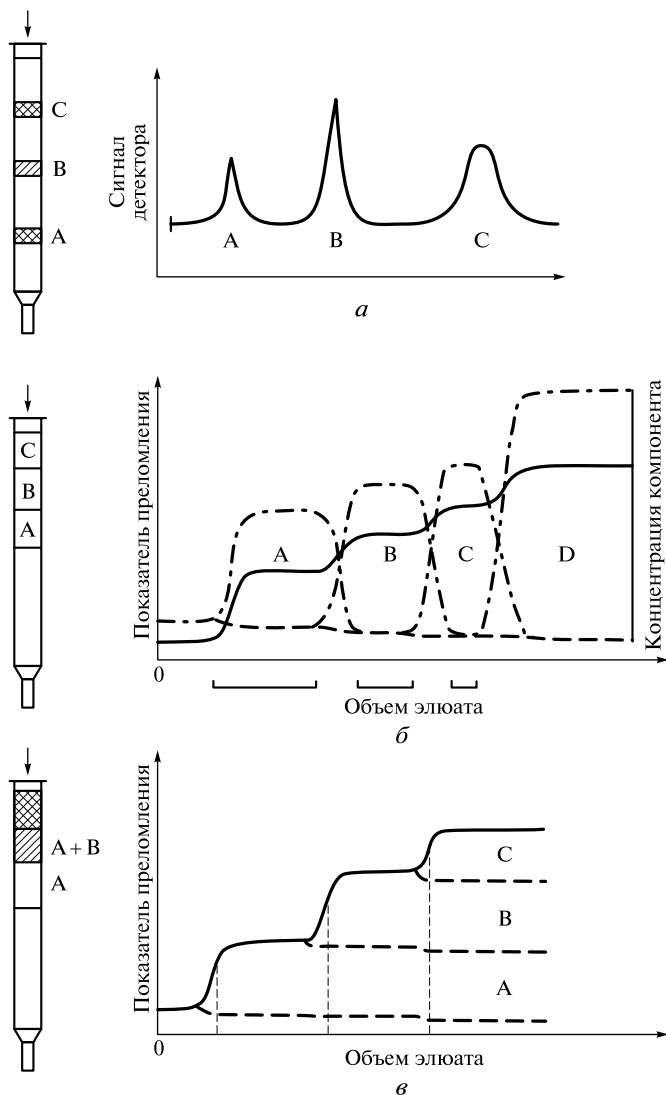 C
B
A
Сигнал
детектора
A
B
C
а
C
B
A
Показатель преломления
A
B
C
D
Концентрация компонента
0
Объем элюата
б
A + B
A
Показатель преломления
C
B
A
0
Объем элюата
в